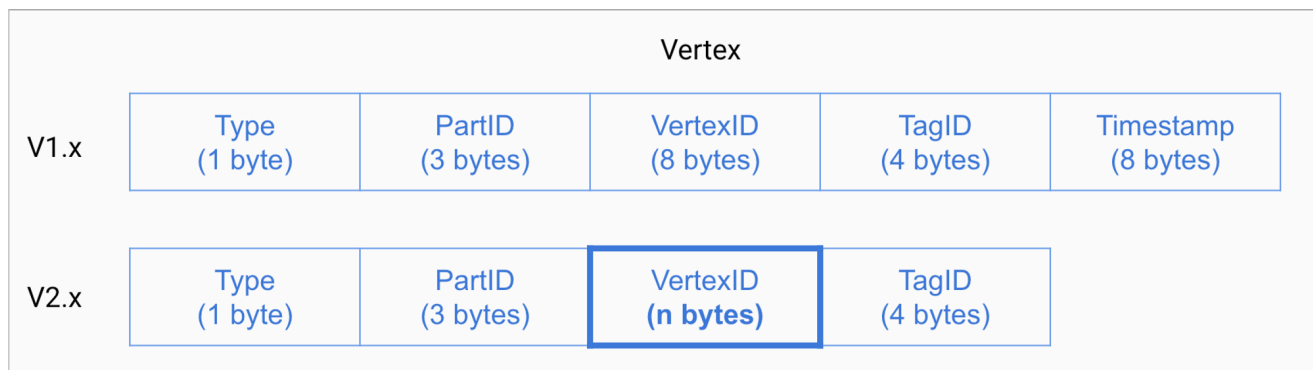 Vertex
V1.x
Type
(1 byte)
PartID
(3 bytes)
VertexID
(8 bytes)
TagID
(4 bytes)
Timestamp
(8 bytes)
V2.x
Type
(1 byte)
PartID
(3 bytes)
VertexID
(n bytes)
TagID
(4 bytes)